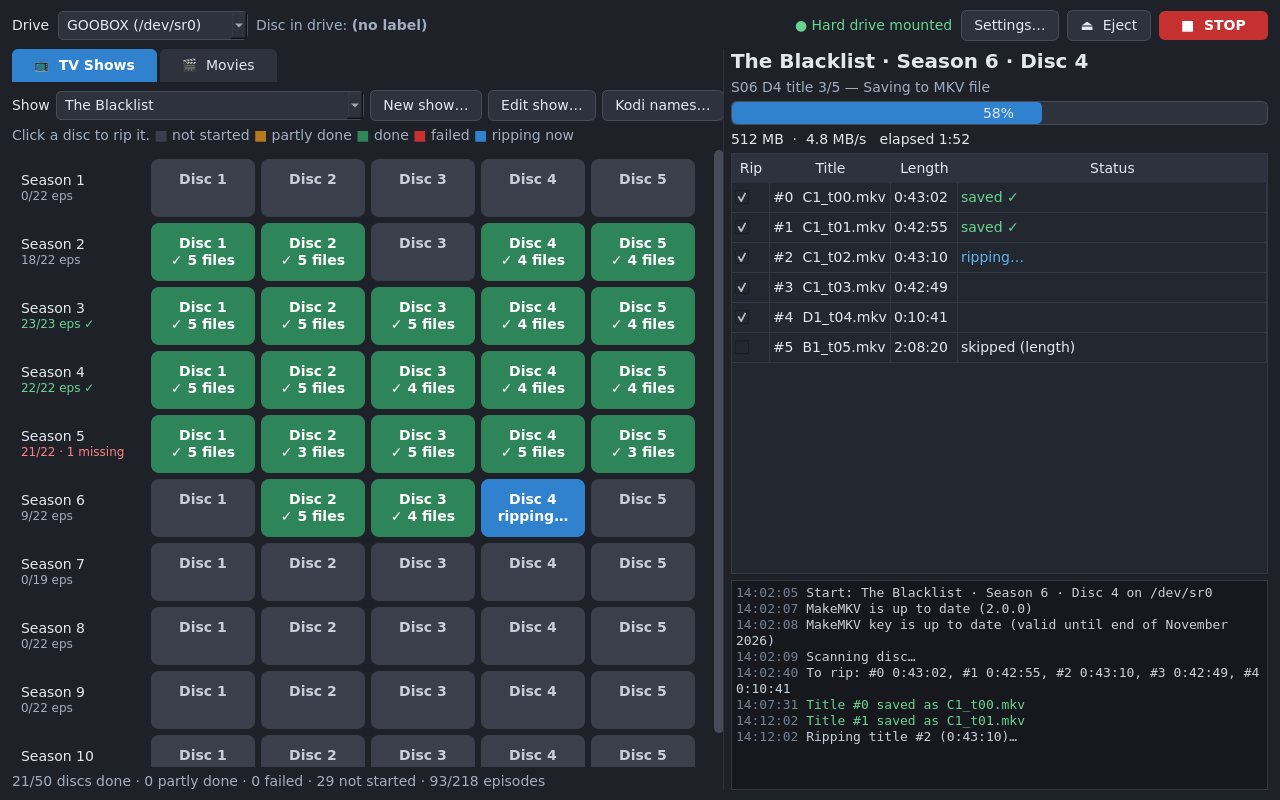 Drive GOOBOX (/dev/sr0) Disc in drive: (no label) ● Hard drive mounted Settings… ⏏ Eject ■ STOP
📺 TV Shows 🎬 Movies
Show The Blacklist New show… Edit show… Kodi names…
Click a disc to rip it. ■ not started ■ partly done ■ done ■ failed ■ ripping now
Season 1 Disc 1 Disc 2 Disc 3 Disc 4 Disc 5
0/22 eps
Season 2 Disc 1 Disc 2 Disc 3 Disc 4 Disc 5
18/22 eps ✓ 5 files ✓ 5 files ✓ 4 files ✓ 4 files
Season 3 Disc 1 Disc 2 Disc 3 Disc 4 Disc 5
23/23 eps ✓ ✓ 5 files ✓ 5 files ✓ 5 files ✓ 4 files ✓ 4 files
Season 4 Disc 1 Disc 2 Disc 3 Disc 4 Disc 5
22/22 eps ✓ ✓ 5 files ✓ 5 files ✓ 4 files ✓ 4 files ✓ 4 files
Season 5 Disc 1 Disc 2 Disc 3 Disc 4 Disc 5
21/22 · 1 missing ✓ 5 files ✓ 3 files ✓ 5 files ✓ 5 files ✓ 3 files
Season 6 Disc 1 Disc 2 Disc 3 Disc 4 Disc 5
9/22 eps ✓ 5 files ✓ 4 files ripping…
Season 7 Disc 1 Disc 2 Disc 3 Disc 4 Disc 5
0/19 eps
Season 8 Disc 1 Disc 2 Disc 3 Disc 4 Disc 5
0/22 eps
Season 9 Disc 1 Disc 2 Disc 3 Disc 4 Disc 5
0/22 eps
Season 10 Disc 1 Disc 2 Disc 3 Disc 4 Disc 5
21/50 discs done · 0 partly done · 0 failed · 29 not started · 93/218 episodes
The Blacklist · Season 6 · Disc 4
S06 D4 title 3/5 — Saving to MKV file
58%
512 MB · 4.8 MB/s elapsed 1:52
Rip Title Length Status
✓ #0 C1_t00.mkv 0:43:02 saved ✓
✓ #1 C1_t01.mkv 0:42:55 saved ✓
✓ #2 C1_t02.mkv 0:43:10 ripping…
✓ #3 C1_t03.mkv 0:42:49
✓ #4 D1_t04.mkv 0:10:41
#5 B1_t05.mkv 2:08:20 skipped (length)
14:02:05 Start: The Blacklist · Season 6 · Disc 4 on /dev/sr0
14:02:07 MakeMKV is up to date (2.0.0)
14:02:08 MakeMKV key is up to date (valid until end of November
2026)
14:02:09 Scanning disc…
14:02:40 To rip: #0 0:43:02, #1 0:42:55, #2 0:43:10, #3 0:42:49, #4
0:10:41
14:07:31 Title #0 saved as C1_t00.mkv
14:12:02 Title #1 saved as C1_t01.mkv
14:12:02 Ripping title #2 (0:43:10)…